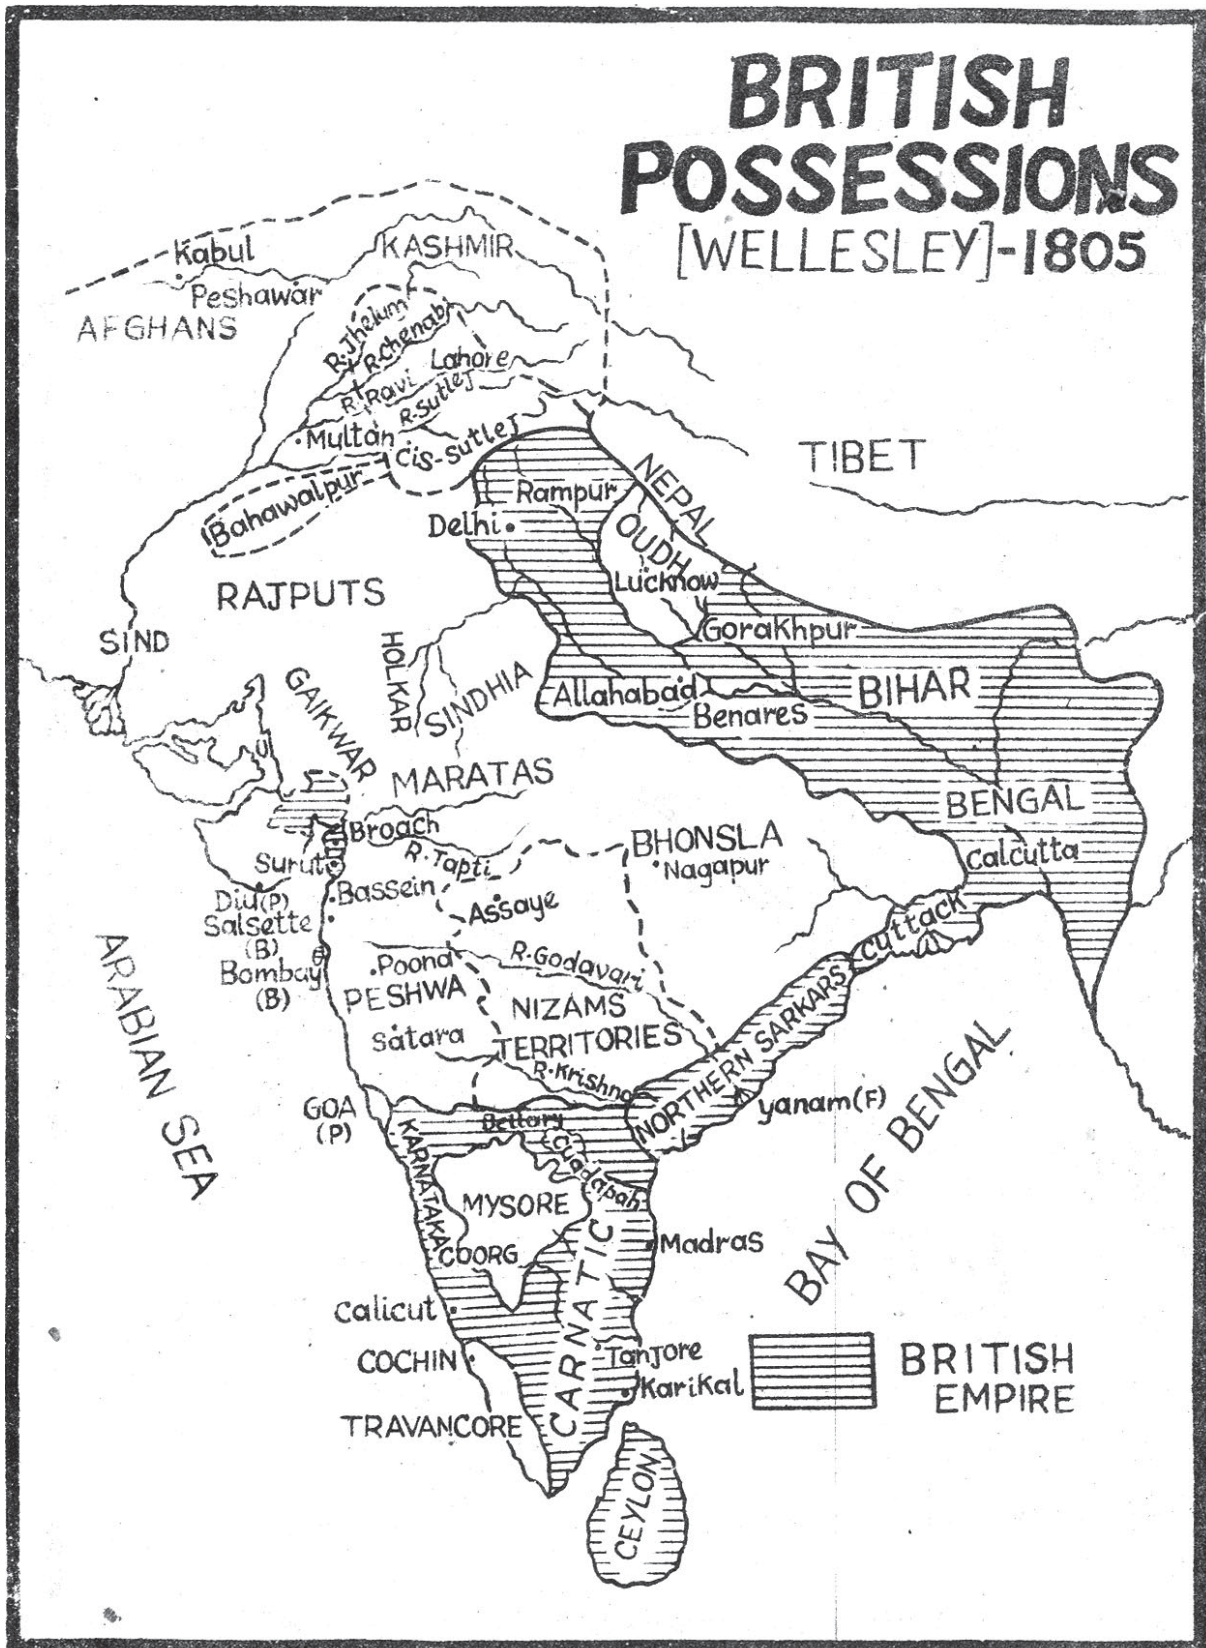 BRITISH
POSSESSIONS
[WELLESLEY]-1805
Kabul
KASHMIR
Peshawar
AFGHANS
R.Jhelum
R.Chenab
Lahore
R.Ravi
R.Sutlej
Multan
Cis-Sutlej
TIBET
Bahawalpur
NEPAL
Rampur
Delhi
OUDH
Lucknow
RAJPUTS
Gorakhpur
SIND
HOLKAR
GAIKWAR
SINDHIA
Allahabad
Benares
BIHAR
MARATAS
BENGAL
Broach
BHONSLA
R.Tapti
Nagapur
Calcutta
Surut
Bassein
Diu(P)
Assaye
Salsette
(B)
Cuttack
Bombay
(B)
Poona
R.Godavari
PESHWA
NIZAMS
TERRITORIES
Satara
R.Krishna
NORTHERN SARKARS
yanam(F)
ARABIAN SEA
BAY OF BENGAL
GOA
(P)
Bettary
Cuadapah
KARNATAKA
MYSORE
COORG
Madras
CARNATIC
Calicut
COCHIN
Tanjore
Karikal
TRAVANCORE
CEYLON
BRITISH
EMPIRE